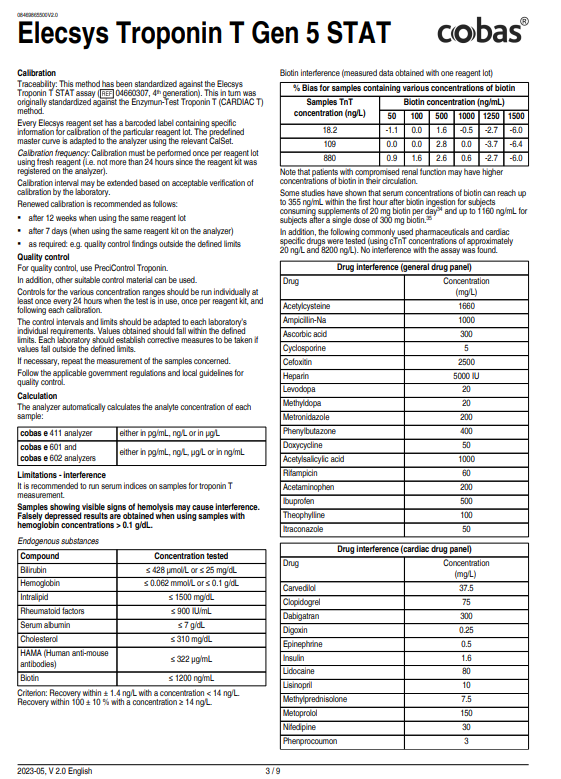 08469865500V2.0
Elecsys Troponin T Gen 5 STAT
cobas®
Calibration
Traceability: This method has been standardized against the Elecsys
Troponin T STAT assay (REF 04660307, 4th generation). This in turn was
originally standardized against the Enzymun-Test Troponin T (CARDIAC T)
method.
Every Elecsys reagent set has a barcoded label containing specific
information for calibration of the particular reagent lot. The predefined
master curve is adapted to the analyzer using the relevant CalSet.
Calibration frequency: Calibration must be performed once per reagent lot
using fresh reagent (i.e. not more than 24 hours since the reagent kit was
registered on the analyzer).
Calibration interval may be extended based on acceptable verification of
calibration by the laboratory.
Renewed calibration is recommended as follows:
▪ after 12 weeks when using the same reagent lot
▪ after 7 days (when using the same reagent kit on the analyzer)
▪ as required: e.g. quality control findings outside the defined limits
Quality control
For quality control, use PreciControl Troponin.
In addition, other suitable control material can be used.
Controls for the various concentration ranges should be run individually at
least once every 24 hours when the test is in use, once per reagent kit, and
following each calibration.
The control intervals and limits should be adapted to each laboratory's
individual requirements. Values obtained should fall within the defined
limits. Each laboratory should establish corrective measures to be taken if
values fall outside the defined limits.
If necessary, repeat the measurement of the samples concerned.
Follow the applicable government regulations and local guidelines for
quality control.
Calculation
The analyzer automatically calculates the analyte concentration of each
sample:
cobas e 411 analyzer either in pg/mL, ng/L or in µg/L
cobas e 601 and
cobas e 602 analyzers either in pg/mL, ng/L, µg/L or in ng/mL
Limitations - interference
It is recommended to run serum indices on samples for troponin T
measurement.
Samples showing visible signs of hemolysis may cause interference.
Falsely depressed results are obtained when using samples with
hemoglobin concentrations > 0.1 g/dL.
Endogenous substances
Compound Concentration tested
Bilirubin ≤ 428 µmol/L or ≤ 25 mg/dL
Hemoglobin ≤ 0.062 mmol/L or ≤ 0.1 g/dL
Intralipid ≤ 1500 mg/dL
Rheumatoid factors ≤ 900 IU/mL
Serum albumin ≤ 7 g/dL
Cholesterol ≤ 310 mg/dL
HAMA (Human anti-mouse
antibodies) ≤ 322 µg/mL
Biotin ≤ 1200 ng/mL
Criterion: Recovery within ± 1.4 ng/L with a concentration < 14 ng/L.
Recovery within 100 ± 10 % with a concentration ≥ 14 ng/L.
Biotin interference (measured data obtained with one reagent lot)
% Bias for samples containing various concentrations of biotin
Samples TnT Biotin concentration (ng/mL)
concentration (ng/L) 50 100 500 1000 1250 1500
18.2 -1.1 0.0 1.6 -0.5 -2.7 -6.0
109 0.0 0.0 2.8 0.0 -3.7 -6.4
880 0.9 1.6 2.6 0.6 -2.7 -6.0
Note that patients with compromised renal function may have higher
concentrations of biotin in their circulation.
Some studies have shown that serum concentrations of biotin can reach up
to 355 ng/mL within the first hour after biotin ingestion for subjects
consuming supplements of 20 mg biotin per day34 and up to 1160 ng/mL for
subjects after a single dose of 300 mg biotin.35
In addition, the following commonly used pharmaceuticals and cardiac
specific drugs were tested (using cTnT concentrations of approximately
20 ng/L and 8200 ng/L). No interference with the assay was found.
Drug interference (general drug panel)
Drug Concentration
(mg/L)
Acetylcysteine 1660
Ampicillin-Na 1000
Ascorbic acid 300
Cyclosporine 5
Cefoxitin 2500
Heparin 5000 IU
Levodopa 20
Methyldopa 20
Metronidazole 200
Phenylbutazone 400
Doxycycline 50
Acetylsalicylic acid 1000
Rifampicin 60
Acetaminophen 200
Ibuprofen 500
Theophylline 100
Itraconazole 50
Drug interference (cardiac drug panel)
Drug Concentration
(mg/L)
Carvedilol 37.5
Clopidogrel 75
Dabigatran 300
Digoxin 0.25
Epinephrine 0.5
Insulin 1.6
Lidocaine 80
Lisinopril 10
Methylprednisolone 7.5
Metoprolol 150
Nifedipine 30
Phenprocoumon 3
2023-05, V 2.0 English
3 / 9